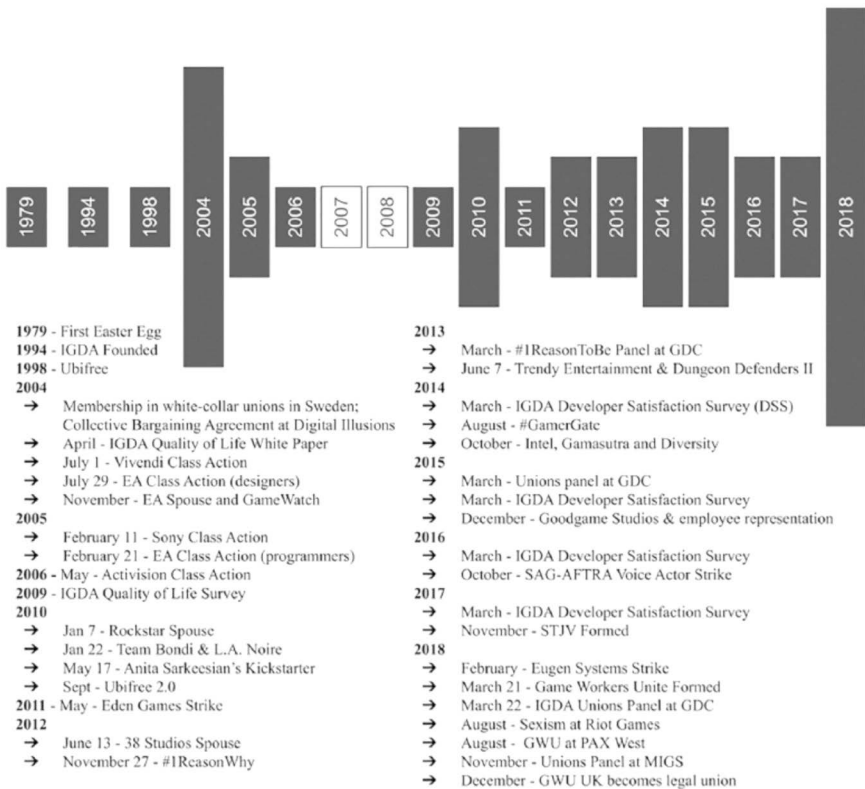 1979
1994
1998
2004
2005
2006
2007
2008
2009
2010
2011
2012
2013
2014
2015
2016
2017
2018
1979 - First Easter Egg
1994 - IGDA Founded
1998 - Ubifree
2004
→ Membership in white-collar unions in Sweden;
Collective Bargaining Agreement at Digital Illusions
→ April - IGDA Quality of Life White Paper
→ July 1 - Vivendi Class Action
→ July 29 - EA Class Action (designers)
→ November - EA Spouse and GameWatch
2005
→ February 11 - Sony Class Action
→ February 21 - EA Class Action (programmers)
2006 - May - Activision Class Action
2009 - IGDA Quality of Life Survey
2010
→ Jan 7 - Rockstar Spouse
→ Jan 22 - Team Bondi & L.A. Noire
→ May 17 - Anita Sarkeesian's Kickstarter
→ Sept - Ubifree 2.0
2011 - May - Eden Games Strike
2012
→ June 13 - 38 Studios Spouse
→ November 27 - #1ReasonWhy
2013
→ March - #1ReasonToBe Panel at GDC
→ June 7 - Trendy Entertainment & Dungeon Defenders II
2014
→ March - IGDA Developer Satisfaction Survey (DSS)
→ August - #GamerGate
→ October - Intel, Gamasutra and Diversity
2015
→ March - Unions panel at GDC
→ March - IGDA Developer Satisfaction Survey
→ December - Goodgame Studios & employee representation
2016
→ March - IGDA Developer Satisfaction Survey
→ October - SAG-AFTRA Voice Actor Strike
2017
→ March - IGDA Developer Satisfaction Survey
→ November - STJV Formed
2018
→ February - Eugen Systems Strike
→ March 21 - Game Workers Unite Formed
→ March 22 - IGDA Unions Panel at GDC
→ August - Sexism at Riot Games
→ August - GWU at PAX West
→ November - Unions Panel at MIGS
→ December - GWU UK becomes legal union